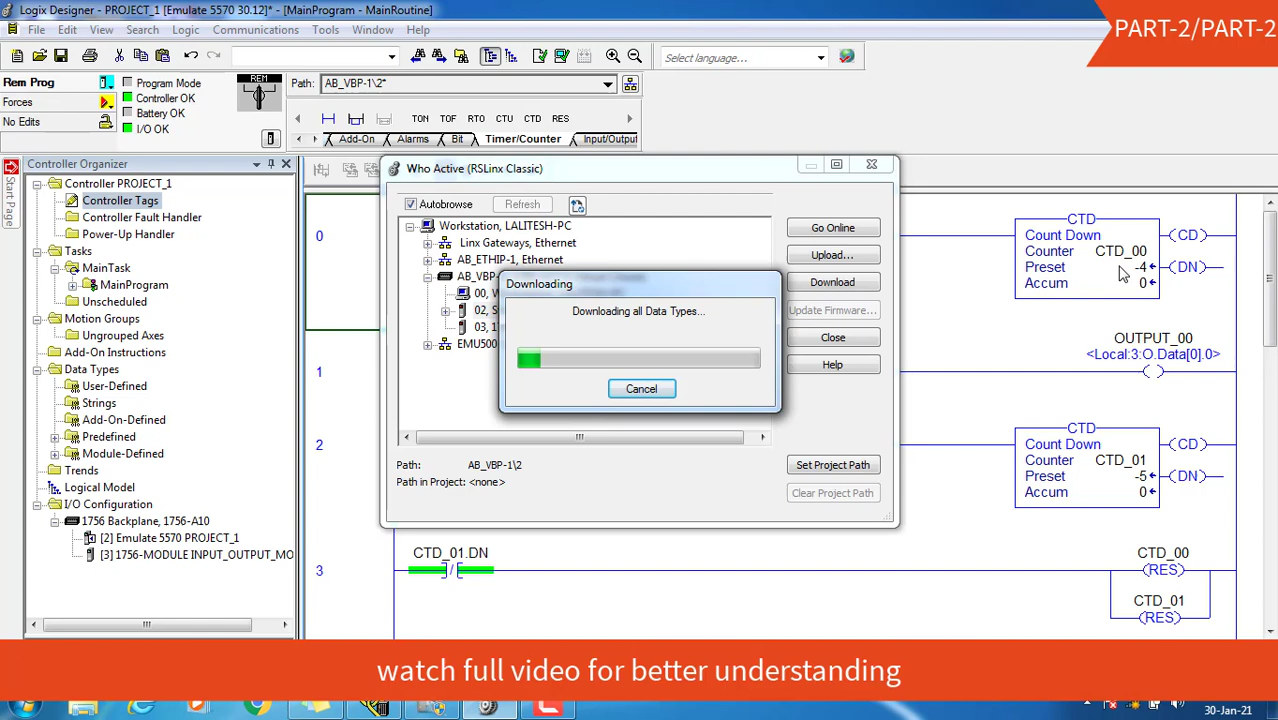 Logix Designer - PROJECT_1 [Emulate 5570 30.12]* - [MainProgram - MainRoutine]
PART-2/PART-2
File Edit View Search Logic Communications Tools Window Help
Select language...
Rem Prog
Program Mode
Forces
Controller OK
No Edits
Battery OK
I/O OK
REM
Path: AB_VBP-1\2*
TON TOF RTO CTU CTD RES
Add-On Alarms Bit Timer/Counter Input/Output
Start Page
Controller Organizer
Controller PROJECT_1
Controller Tags
Controller Fault Handler
Power-Up Handler
Tasks
MainTask
MainProgram
Unscheduled
Motion Groups
Ungrouped Axes
Add-On Instructions
Data Types
User-Defined
Strings
Add-On-Defined
Predefined
Module-Defined
Trends
Logical Model
I/O Configuration
1756 Backplane, 1756-A10
[2] Emulate 5570 PROJECT_1
[3] 1756-MODULE INPUT_OUTPUT_MO
Who Active (RSLinx Classic)
Autobrowse
Refresh
Workstation, LALITESH-PC
Linx Gateways, Ethernet
AB_ETHIP-1, Ethernet
00,
02, S
03, 1
Go Online
Upload...
Download
Update Firmware...
Close
Help
Set Project Path
Clear Project Path
Path: AB_VBP-1\2
Path in Project: <none>
Downloading
Downloading all Data Types...
Cancel
0
CTD
Count Down
Counter CTD_00
Preset -4
Accum 0
CD
DN
1
OUTPUT_00
<Local:3:O.Data[0].0>
2
CTD
Count Down
Counter CTD_01
Preset -5
Accum 0
CD
DN
3
CTD_01.DN
CTD_00
RES
CTD_01
RES
watch full video for better understanding
30-Jan-21